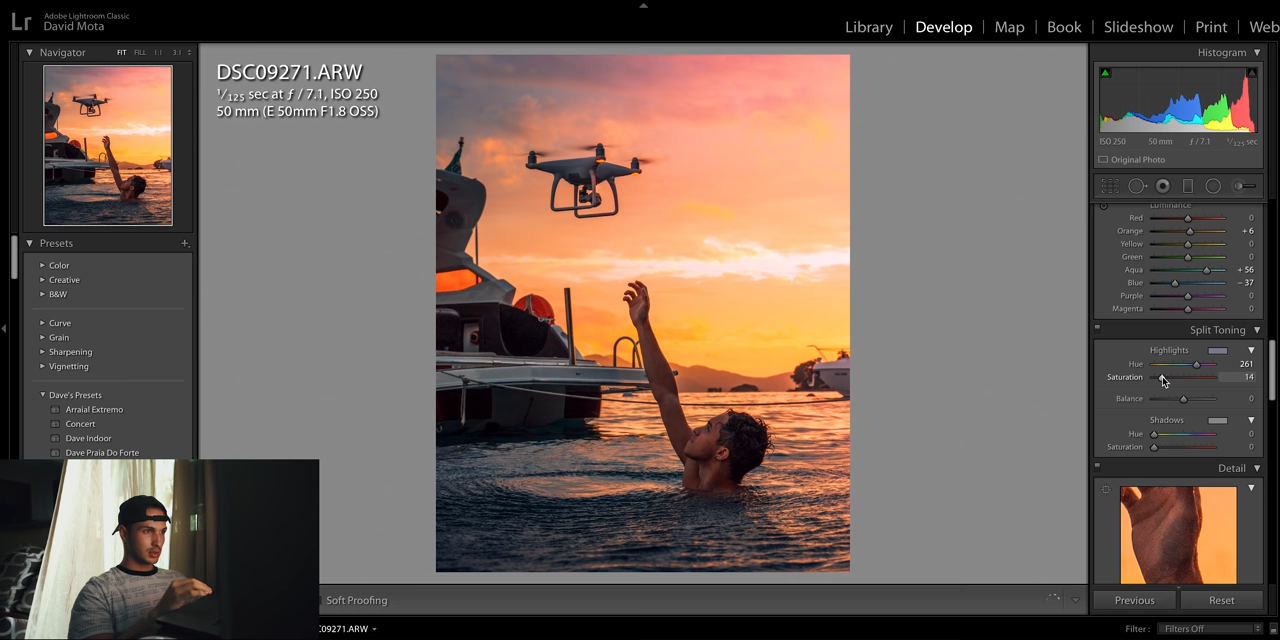 Lr
Adobe Lightroom Classic
David Mota
Library | Develop | Map | Book | Slideshow | Print | Web
Navigator FIT FILL 1:1 3:1
Presets +
Color
Creative
B&W
Curve
Grain
Sharpening
Vignetting
Dave's Presets
Arraial Extremo
Concert
Dave Indoor
Dave Praia Do Forte
DSC09271.ARW
1/125 sec at ƒ / 7.1, ISO 250
50 mm (E 50mm F1.8 OSS)
Soft Proofing
DSC09271.ARW
Histogram
ISO 250 50 mm ƒ / 7.1 1/125 sec
Original Photo
Luminance
Red 0
Orange + 6
Yellow 0
Green 0
Aqua + 56
Blue – 37
Purple 0
Magenta 0
Split Toning
Highlights
Hue 261
Saturation 14
Balance 0
Shadows
Hue 0
Saturation 0
Detail
Previous Reset
Filter : Filters Off